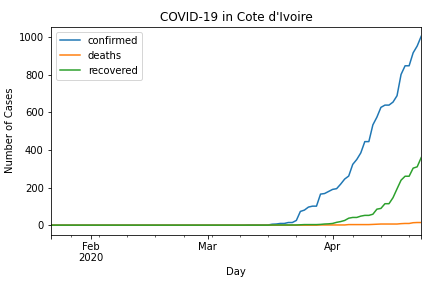 COVID-19 in Cote d'Ivoire
confirmed
deaths
recovered
Number of Cases
1000
800
600
400
200
0
Feb
2020
Mar
Apr
Day